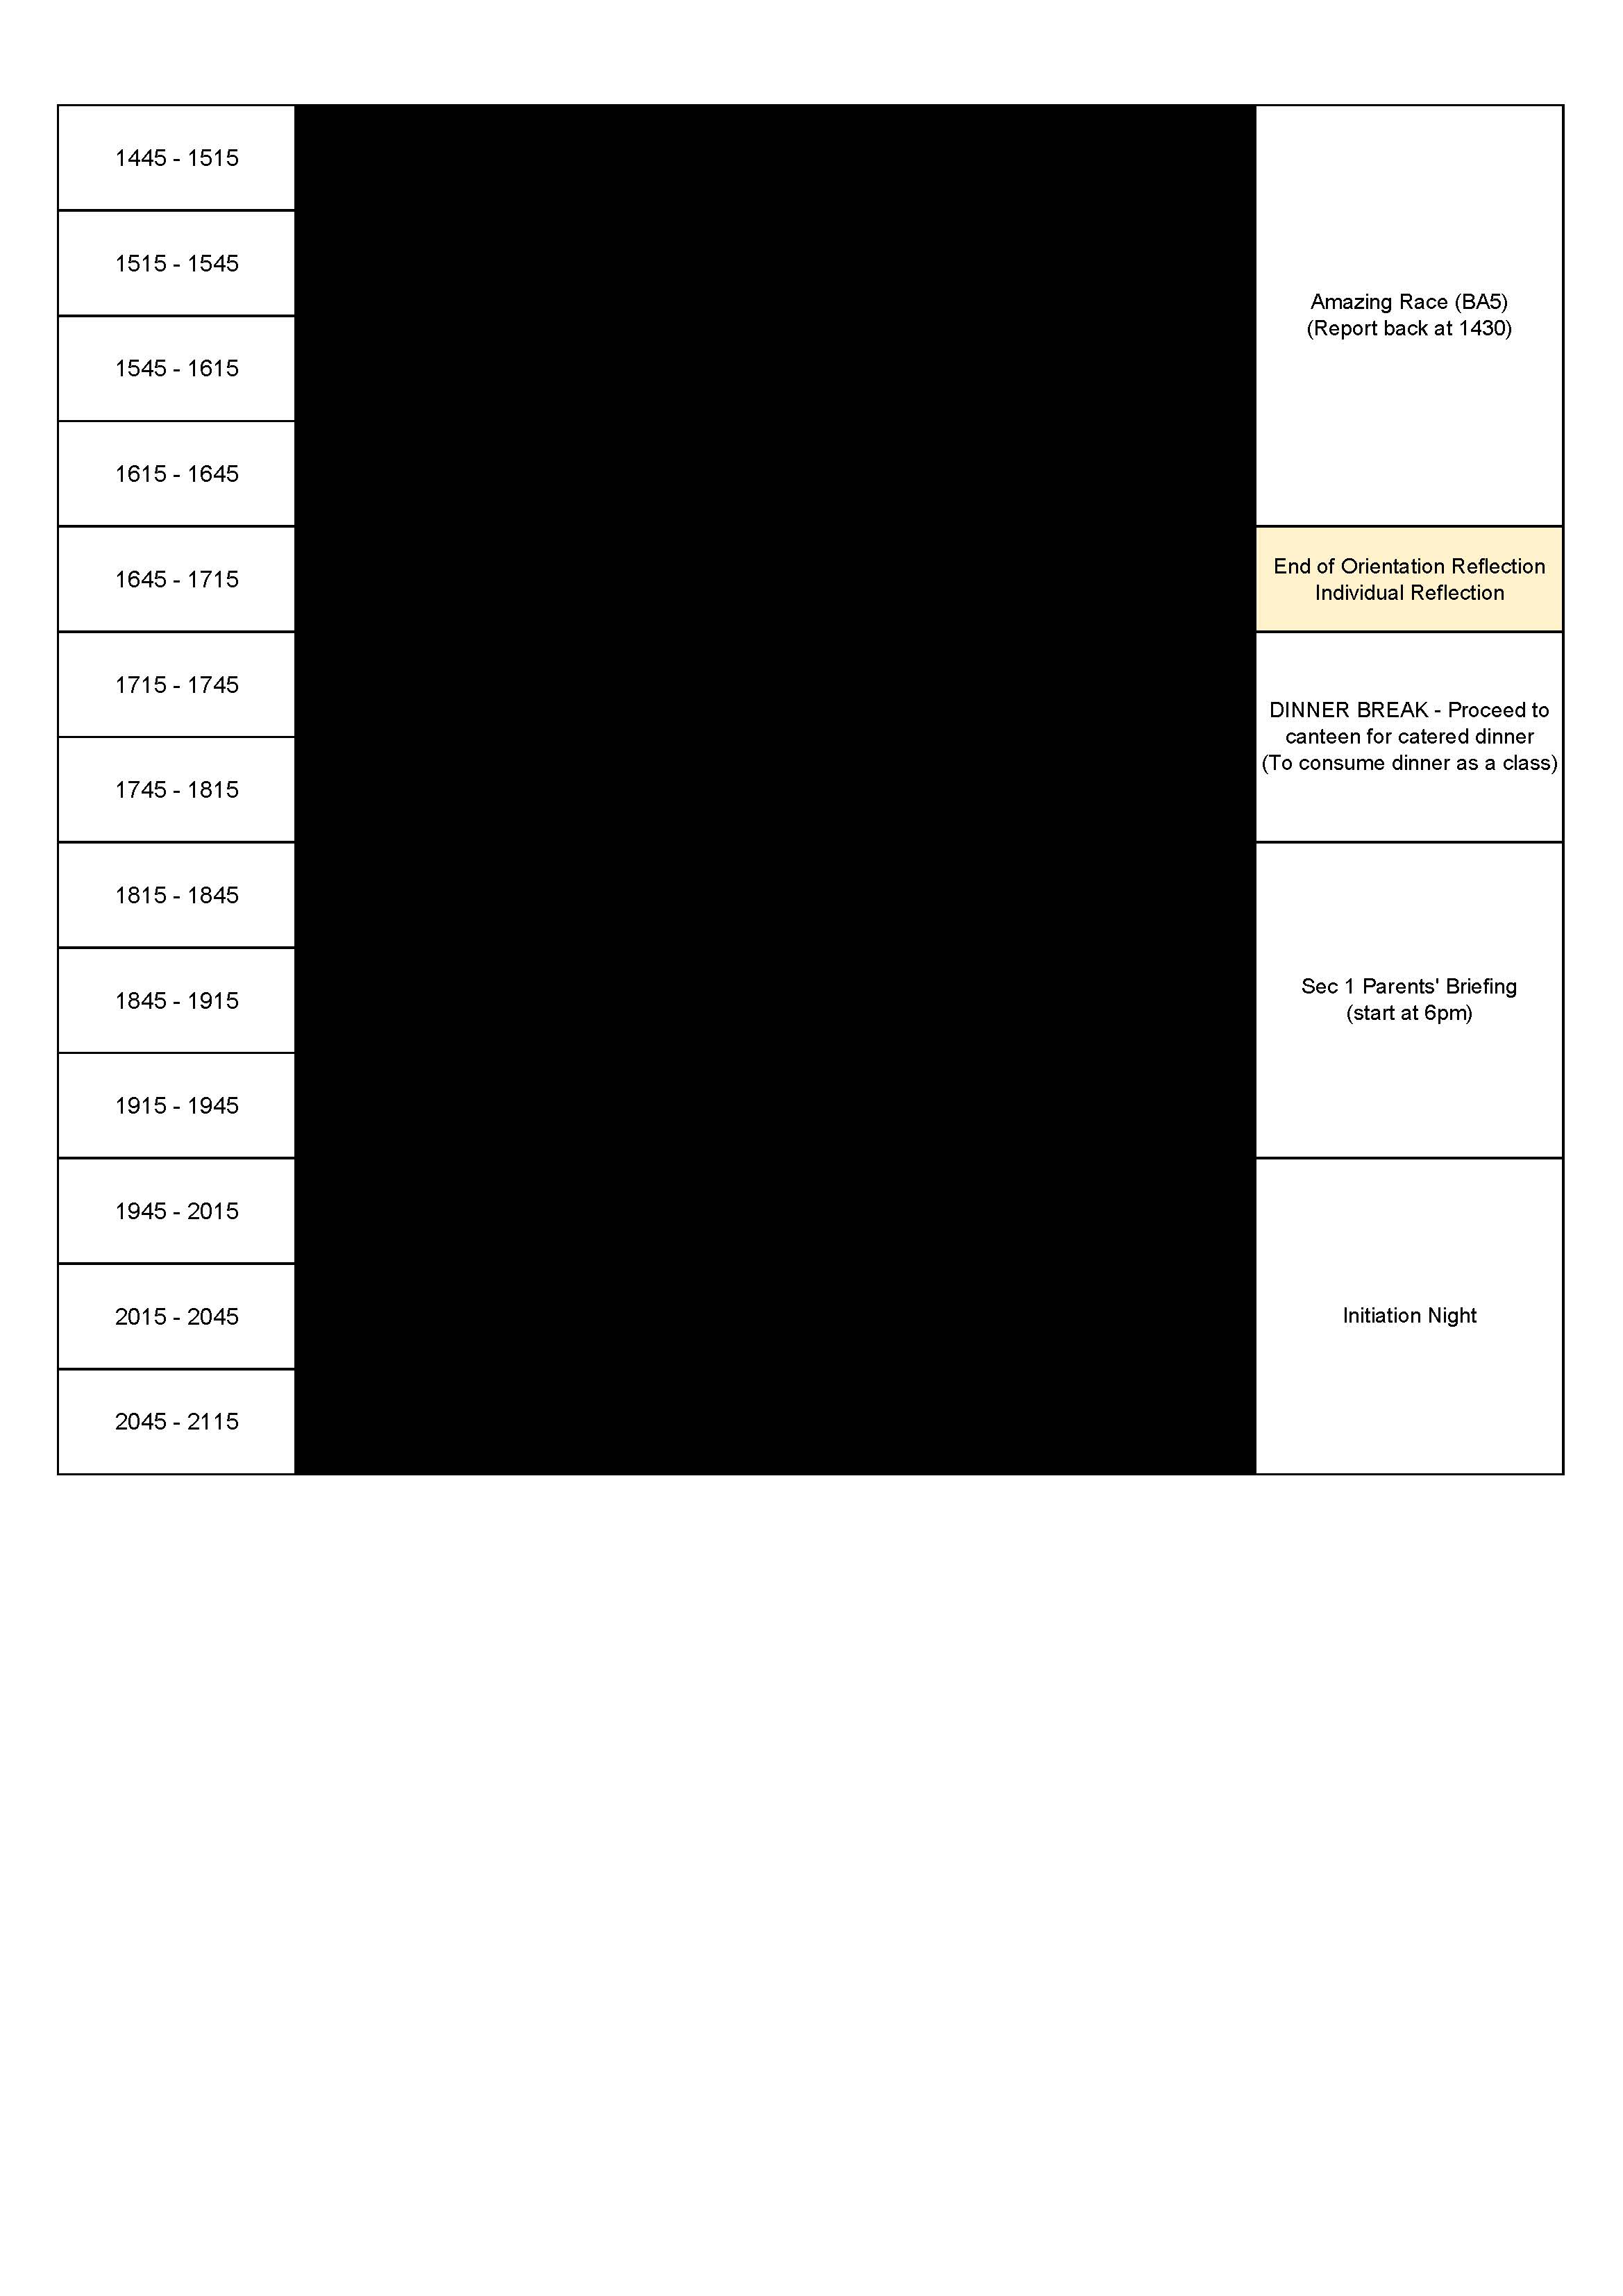 1445 - 1515
1515 - 1545
Amazing Race (BA5)
(Report back at 1430)
1545 - 1615
1615 - 1645
1645 - 1715
End of Orientation Reflection
Individual Reflection
1715 - 1745
DINNER BREAK - Proceed to
canteen for catered dinner
(To consume dinner as a class)
1745 - 1815
1815 - 1845
1845 - 1915
Sec 1 Parents' Briefing
(start at 6pm)
1915 - 1945
1945 - 2015
2015 - 2045
Initiation Night
2045 - 2115